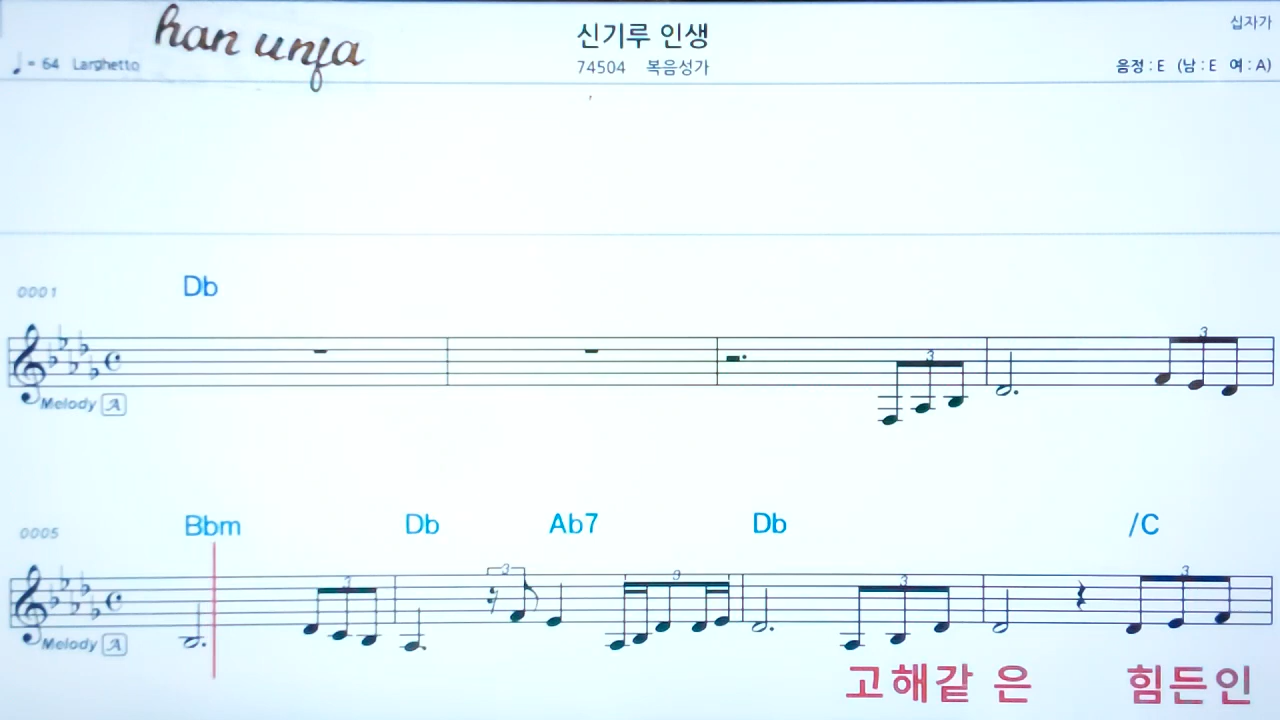 han unja
신기루 인생
십자가
♩= 64 Larghetto
74504 복음성가
음정 : E (남 : E 여 : A)
0001 Db
3 3
Melody A
0005 Bbm Db Ab7 Db /C
3 3 9 3 3
Melody A
고해같 은 힘든인